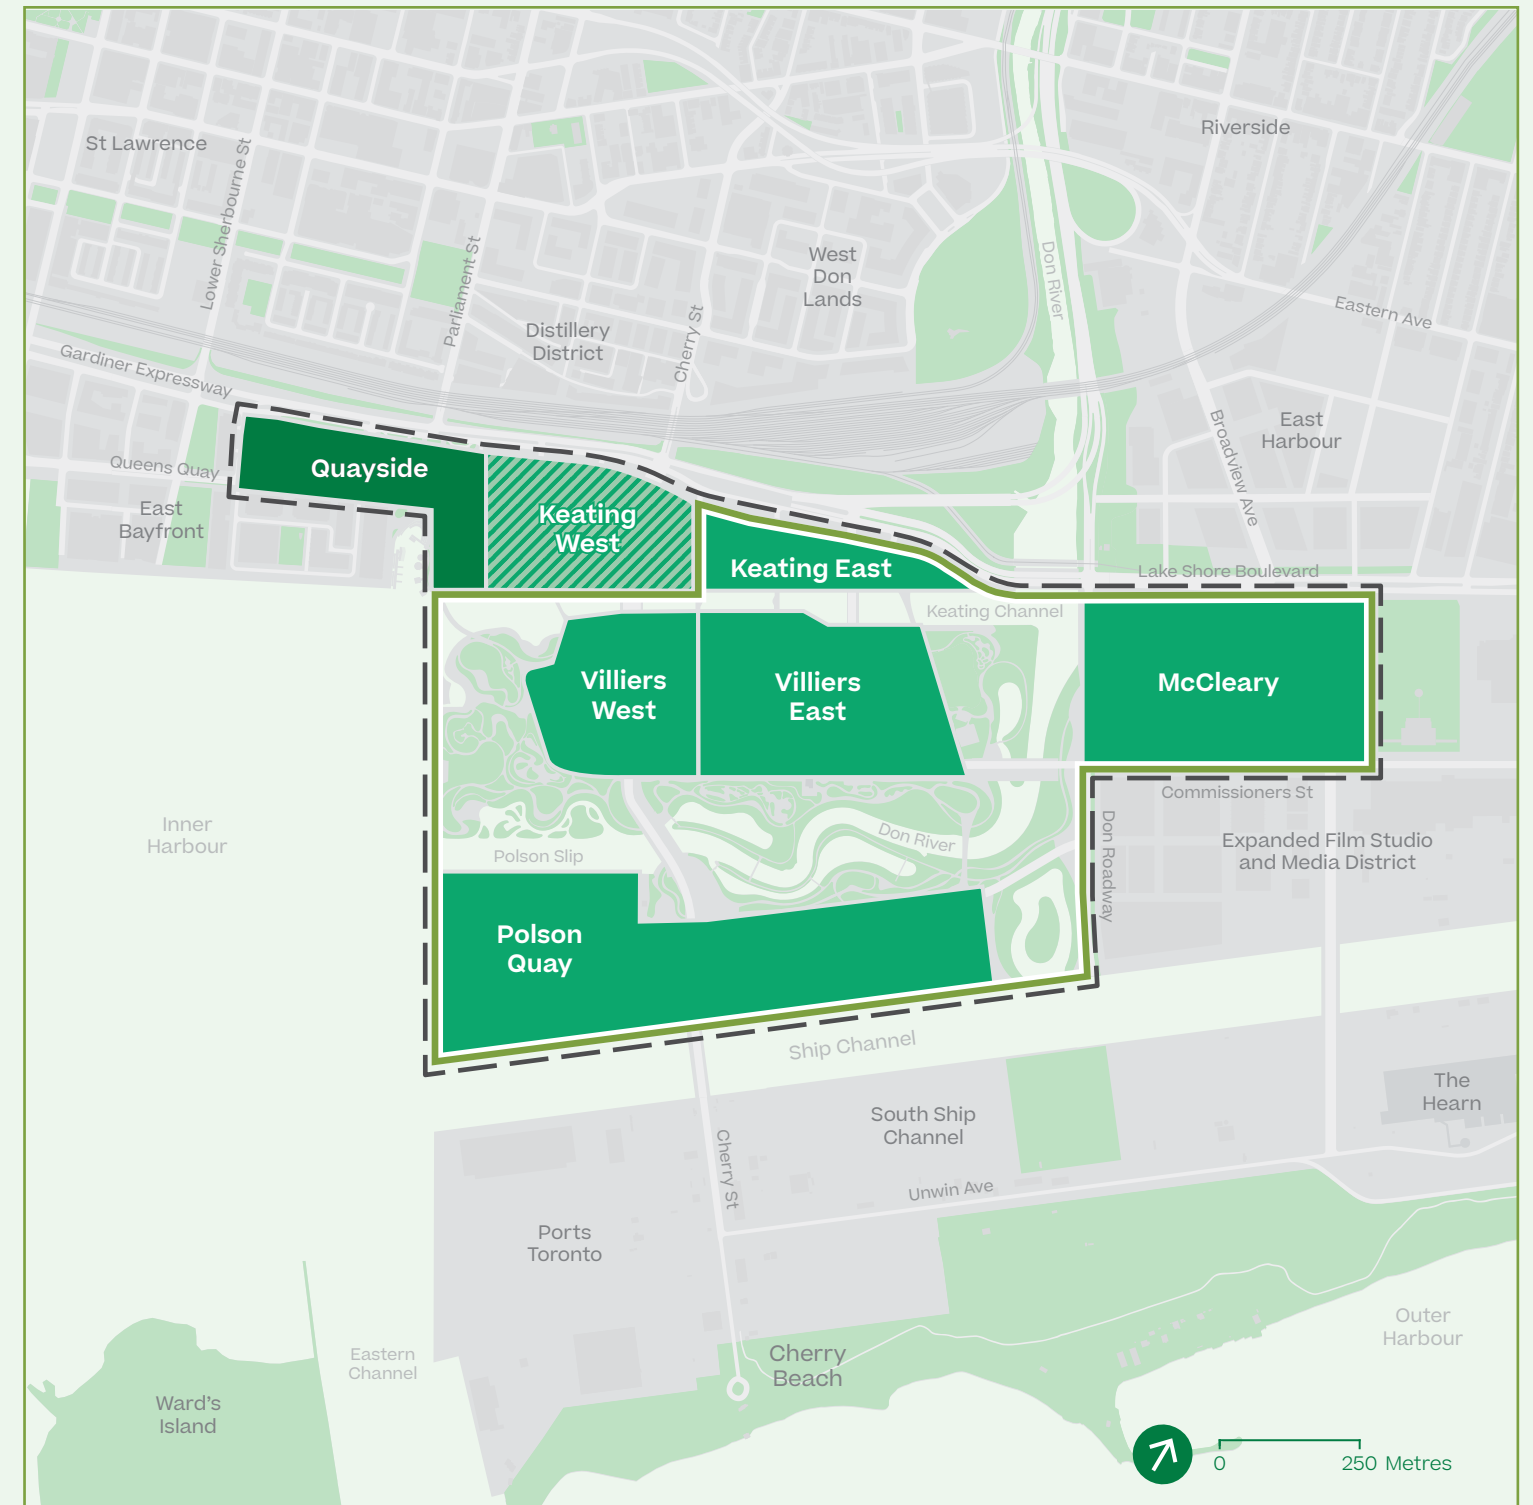 St Lawrence
Lower Sherbourne St
Parliament St
Riverside
West
Don
Lands
Don River
Distillery
District
Cherry St
Eastern Ave
Gardiner Expressway
Queens Quay
East
Bayfront
Quayside
Keating
West
Keating East
Broadview Ave
East
Harbour
Lake Shore Boulevard
Keating Channel
Villiers
West
Villiers
East
McCleary
Commissioners St
Inner
Harbour
Polson Slip
Don River
Don Roadway
Expanded Film Studio
and Media District
Polson
Quay
Ship Channel
The
Hearn
South Ship
Channel
Cherry St
Unwin Ave
Ports
Toronto
Outer
Harbour
Eastern
Channel
Cherry
Beach
Ward's
Island
0
250 Metres